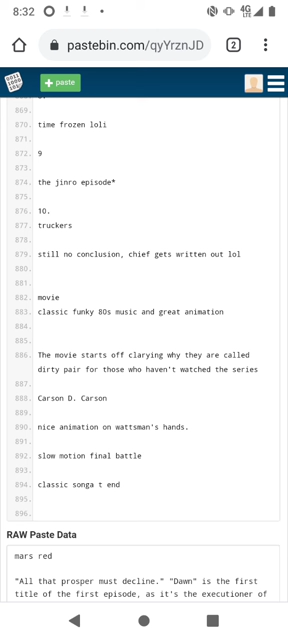 8:32
4G
pastebin.com/qyYrznJD
2
+ paste
869.
870. time frozen loli
871.
872. 9
873.
874. the jinro episode*
875.
876. 10.
877. truckers
878.
879. still no conclusion, chief gets written out lol
880.
881.
882. movie
883. classic funky 80s music and great animation
884.
885.
886. The movie starts off clarying why they are called
dirty pair for those who haven't watched the series
887.
888. Carson D. Carson
889.
890. nice animation on wattsman's hands.
891.
892. slow motion final battle
893.
894. classic songa t end
895.
896.
RAW Paste Data
mars red
"All that prosper must decline." "Dawn" is the first
title of the first episode, as it's the executioner of